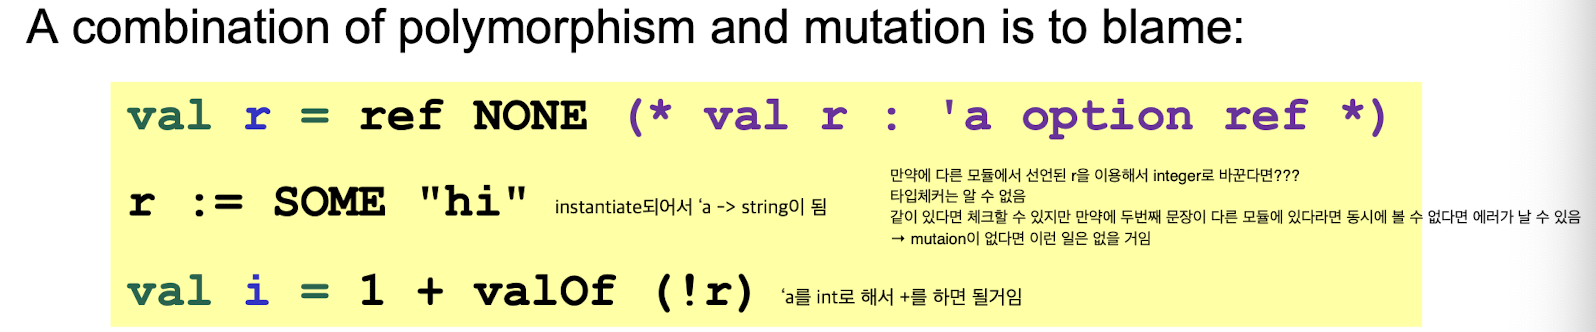 A combination of polymorphism and mutation is to blame:
val r = ref NONE (* val r : 'a option ref *)
r := SOME "hi"
instantiate되어서 ‘a -> string이 됨
만약에 다른 모듈에서 선언된 r을 이용해서 integer로 바꾼다면???
타입체커는 알 수 없음
같이 있다면 체크할 수 있지만 만약에 두번째 문장이 다른 모듈에 있다라면 동시에 볼 수 없다면 에러가 날 수 있음
→ mutaion이 없다면 이런 일은 없을 거임
val i = 1 + valOf (!r)
‘a를 int로 해서 +를 하면 될거임